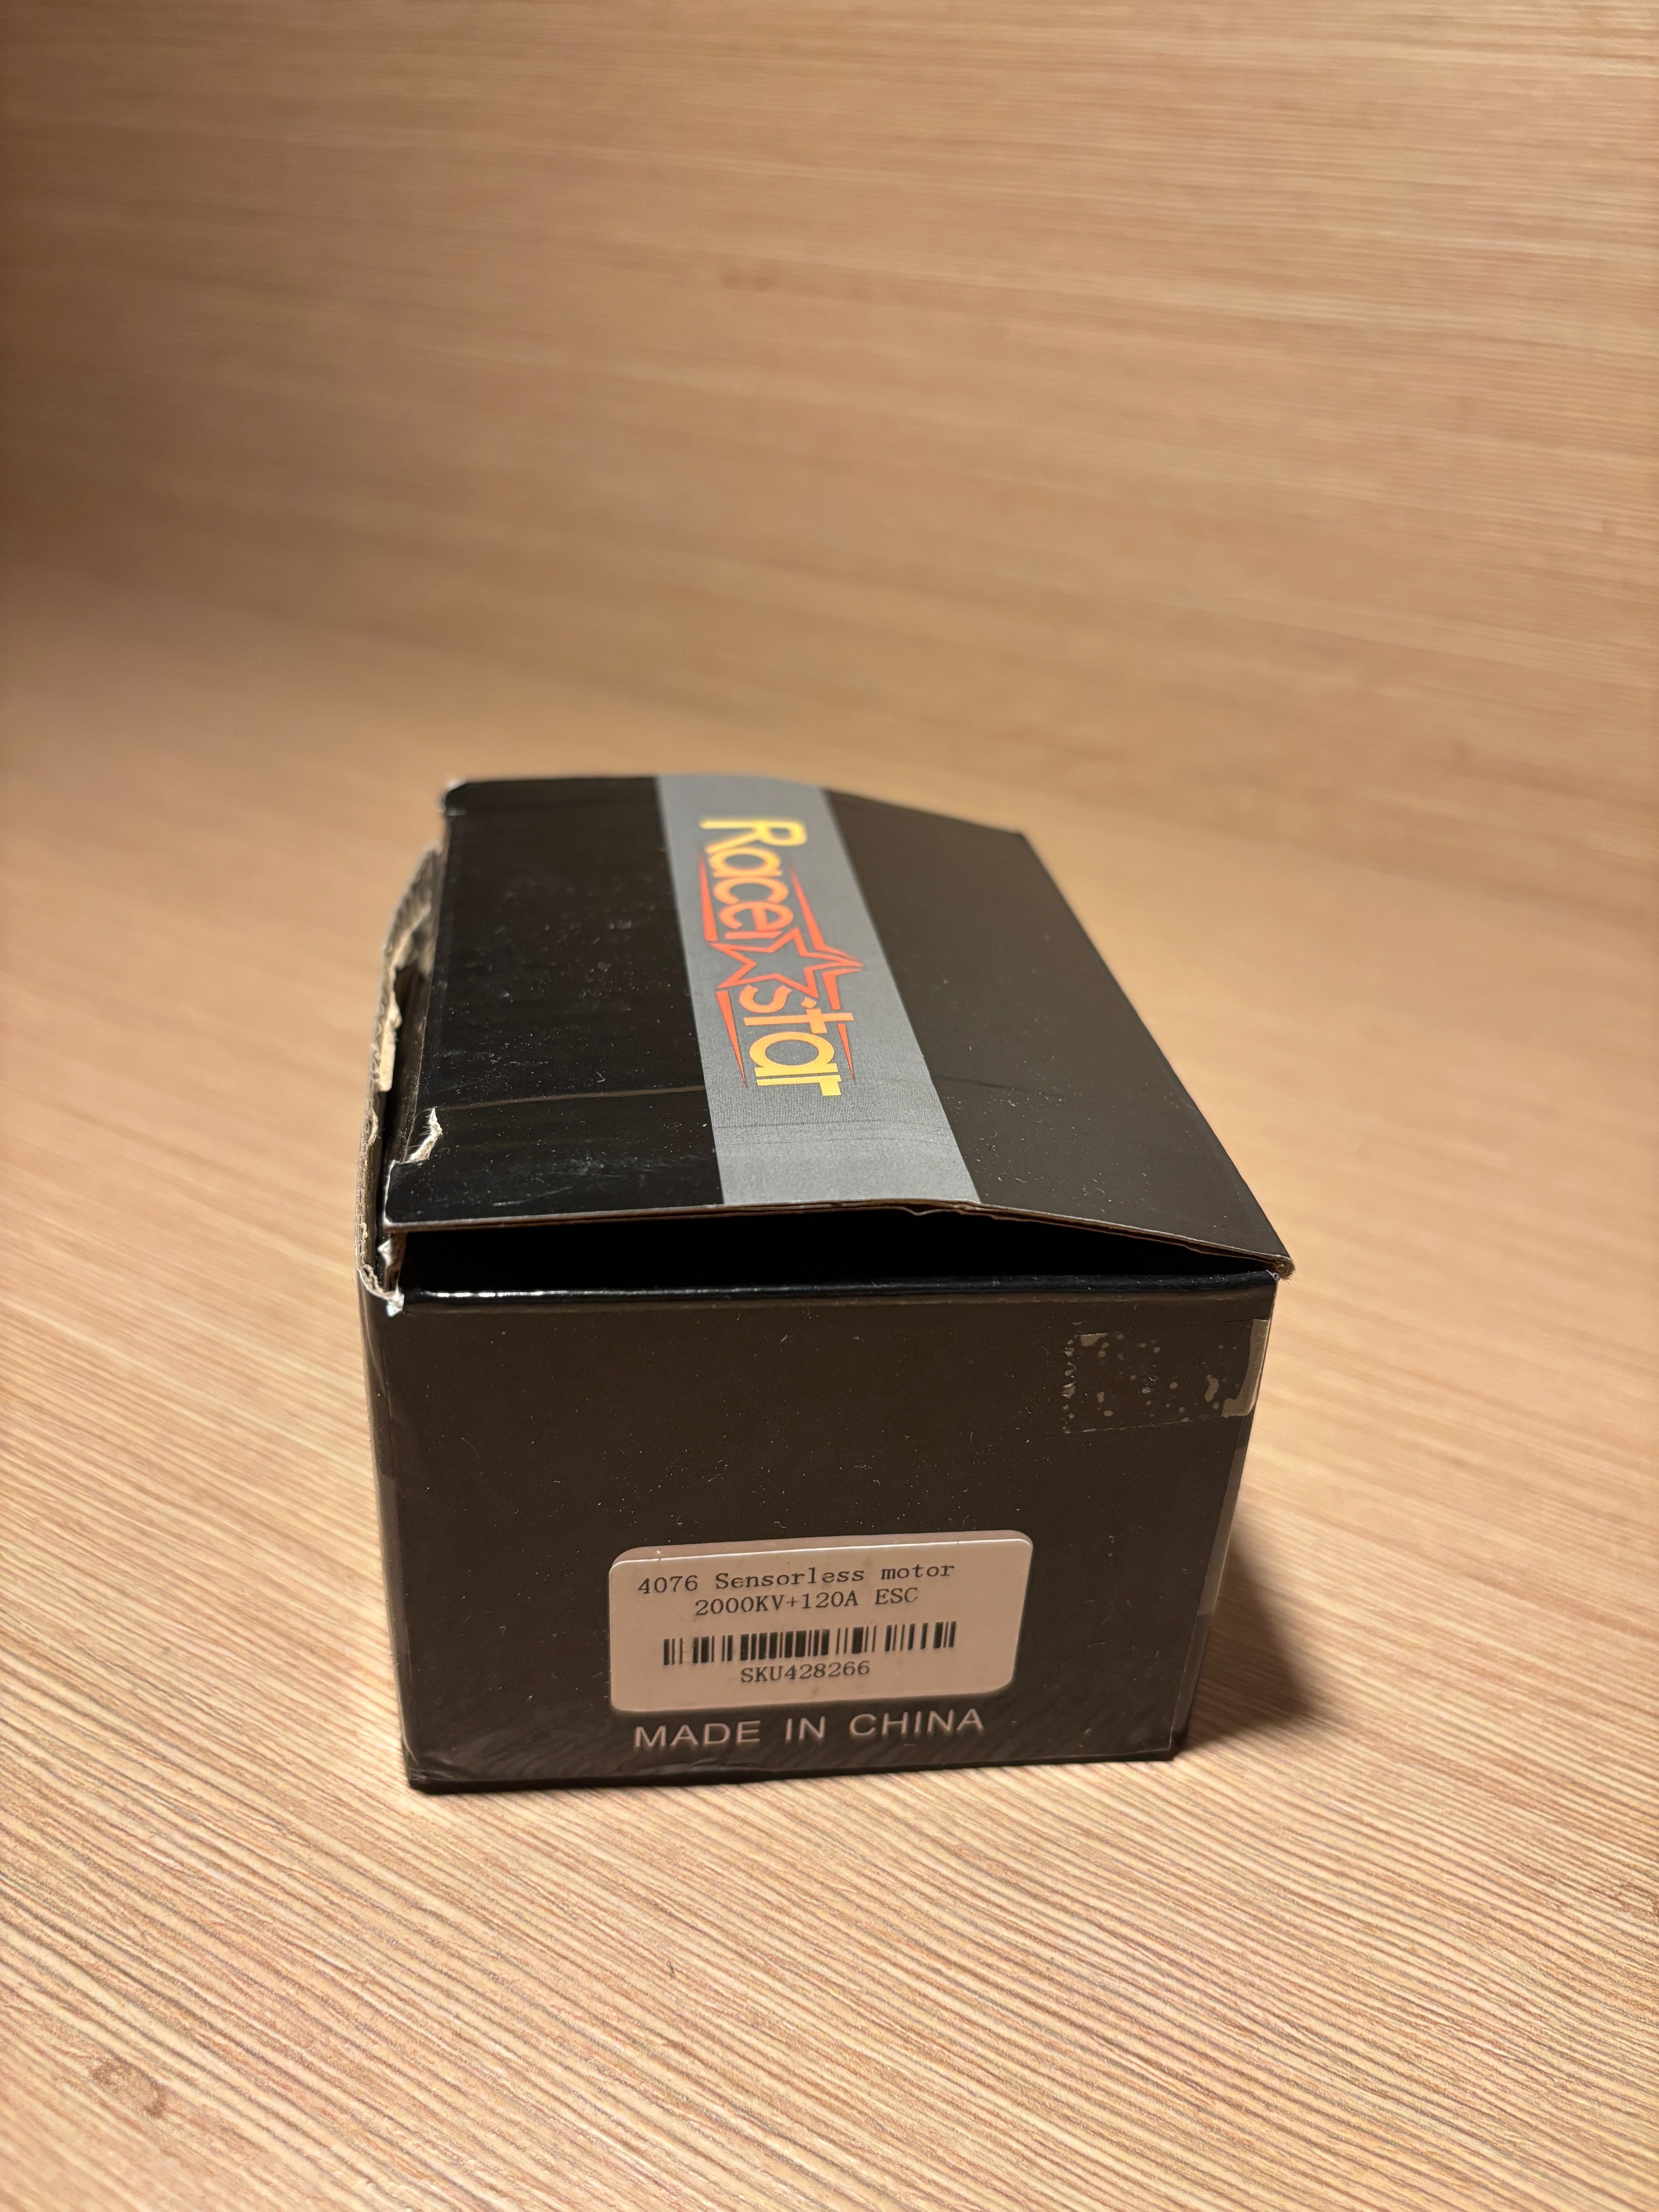 Racerstar
4076 Sensorless motor
2000KV+120A ESC
SKU428266
MADE IN CHINA